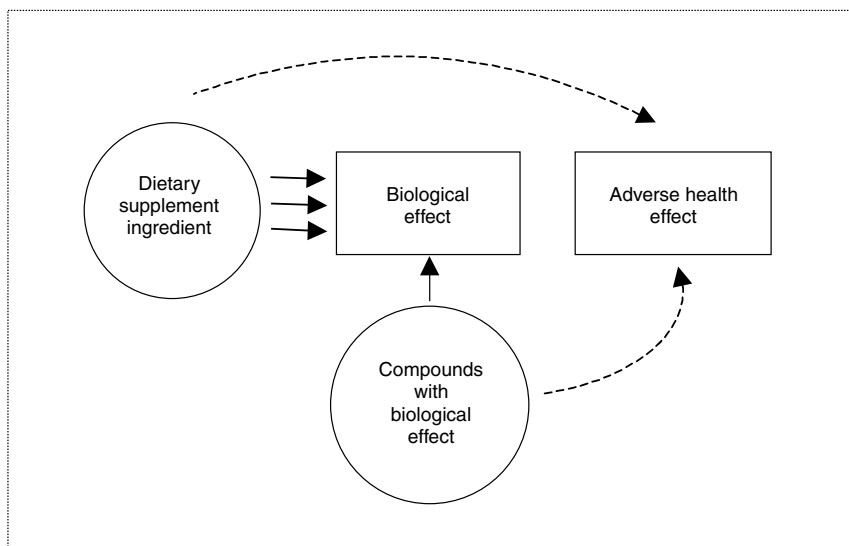 Dietary
supplement
ingredient
Biological
effect
Adverse health
effect
Compounds
with
biological
effect